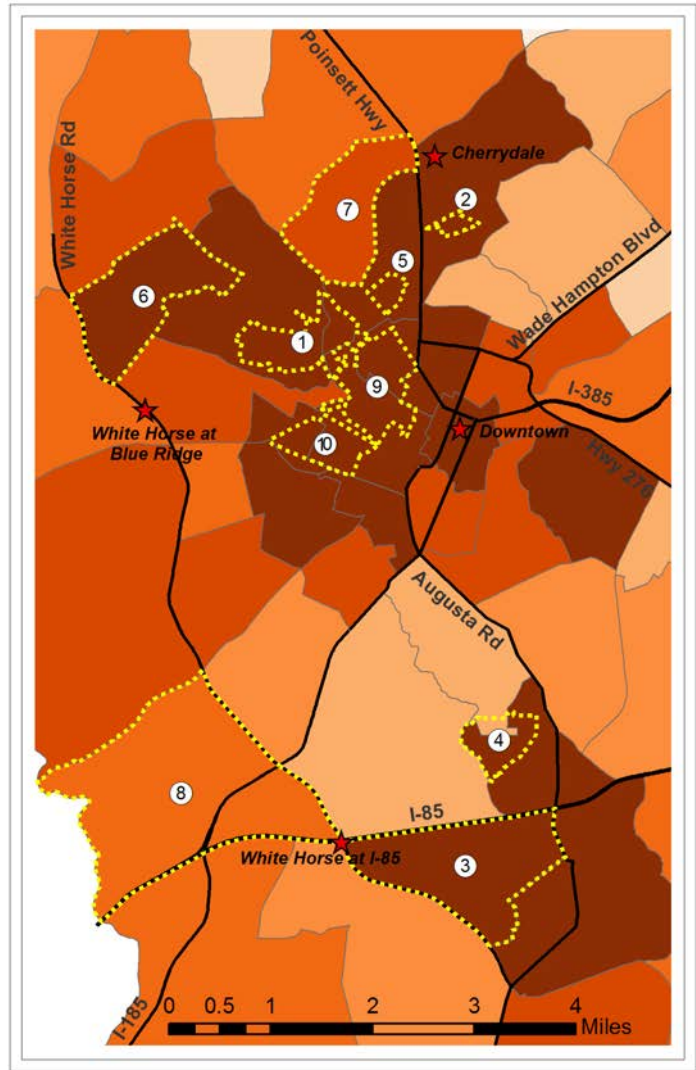 Poinsett Hwy
White Horse Rd
Cherrydale
2
7
Wade Hampton Blvd
5
6
1
9
I-385
White Horse at
Blue Ridge
10
Downtown
Hwy 276
Augusta Rd
4
8
I-85
White Horse at I-85
3
I-185
0 0.5 1 2 3 4
Miles